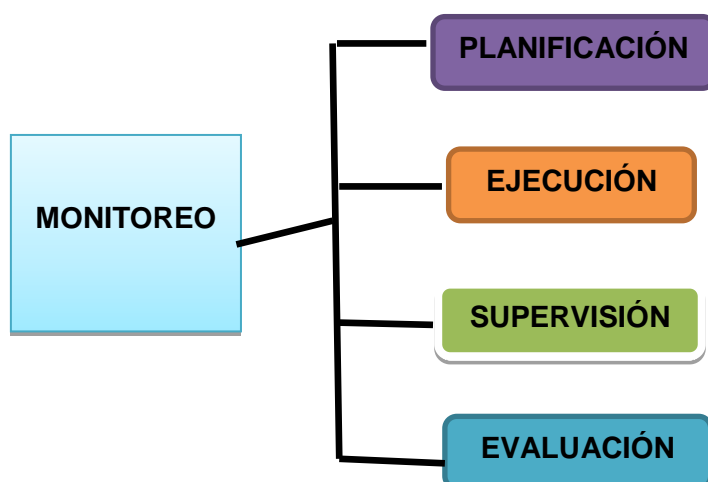 PLANIFICACIÓN
EJECUCIÓN
MONITOREO
SUPERVISIÓN
EVALUACIÓN